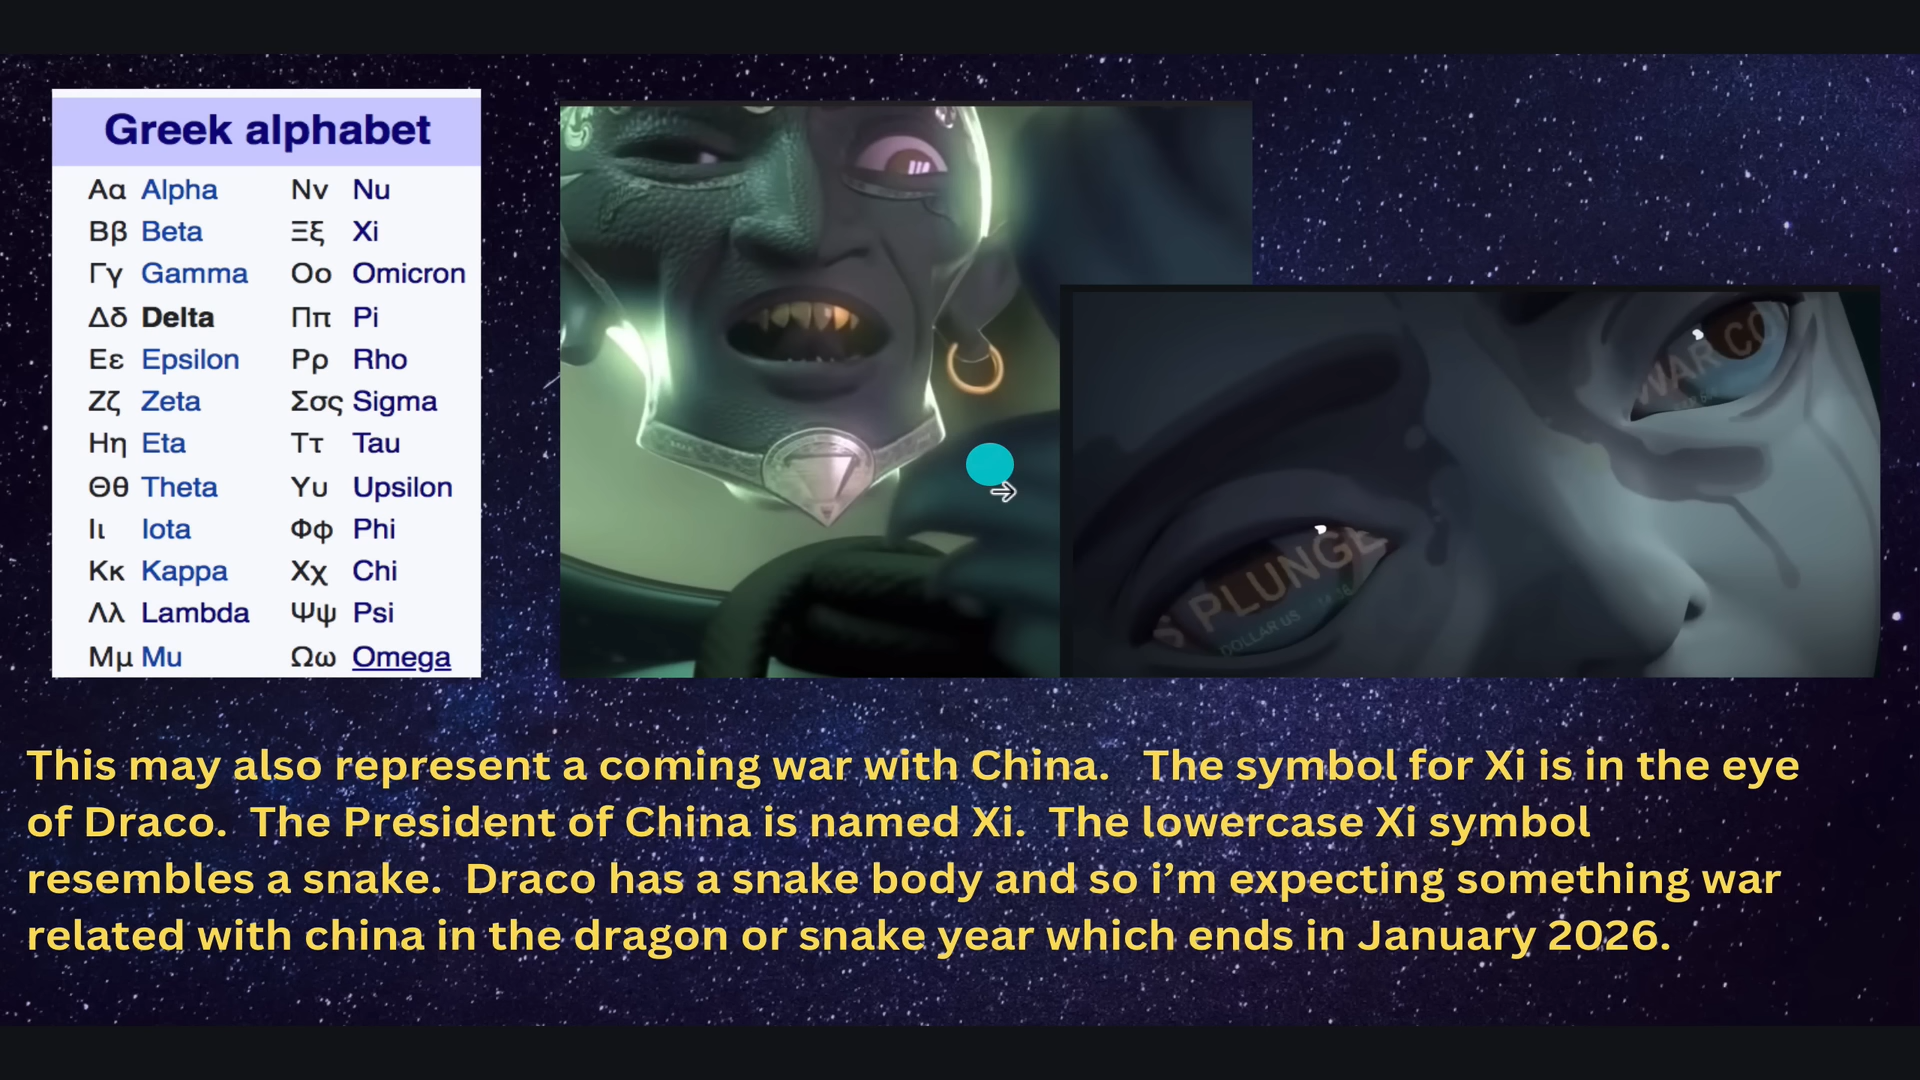 Greek alphabet
Αα Alpha Νν Nu
Ββ Beta Ξξ Xi
Γγ Gamma Οο Omicron
Δδ Delta Ππ Pi
Εε Epsilon Ρρ Rho
Ζζ Zeta Σσς Sigma
Ηη Eta Ττ Tau
Θθ Theta Υυ Upsilon
Ιι Iota Φφ Phi
Κκ Kappa Χχ Chi
Λλ Lambda Ψψ Psi
Μμ Mu Ωω Omega
WAR CO
S PLUNGE
DOLLAR US
This may also represent a coming war with China. The symbol for Xi is in the eye
of Draco. The President of China is named Xi. The lowercase Xi symbol
resembles a snake. Draco has a snake body and so i'm expecting something war
related with china in the dragon or snake year which ends in January 2026.